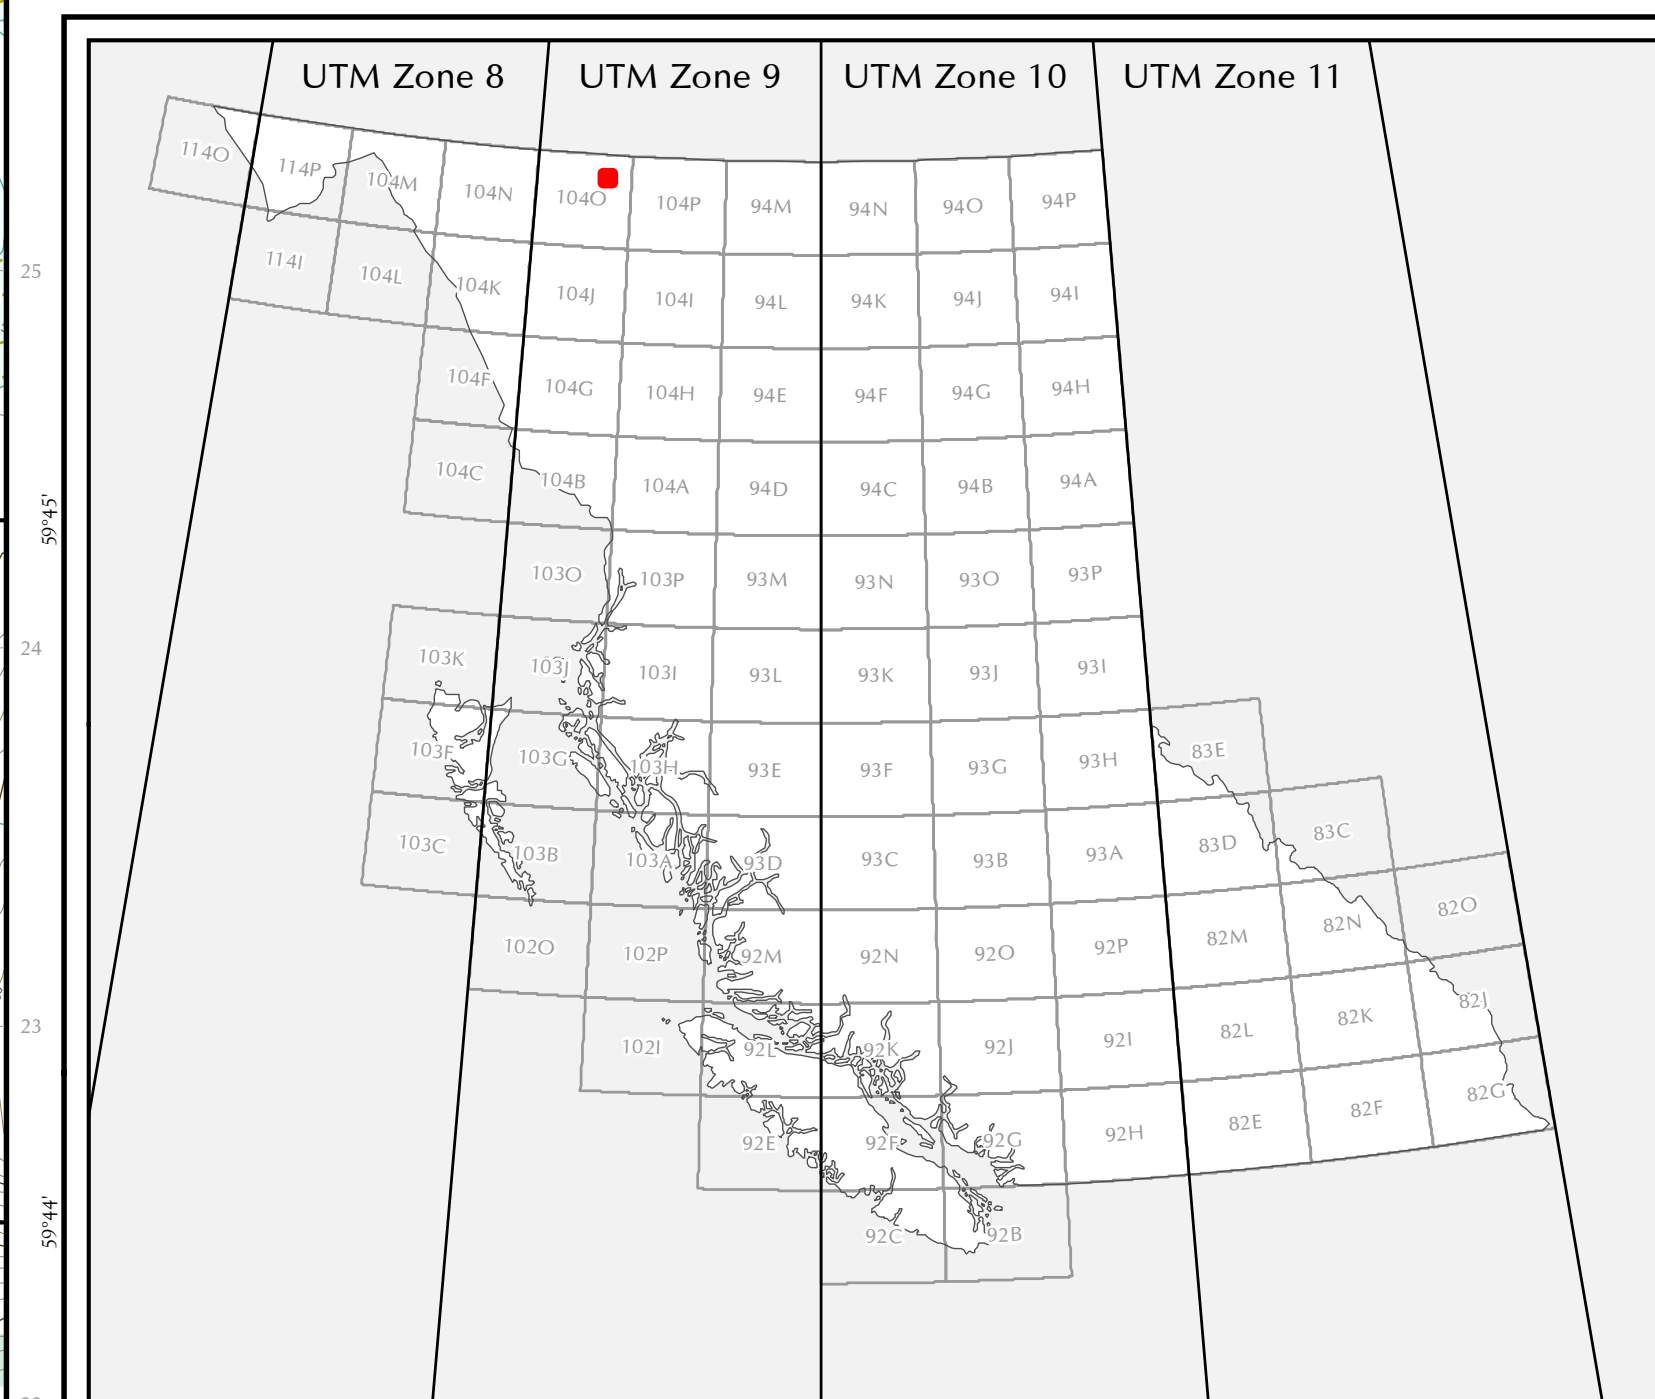 UTM Zone 8 UTM Zone 9 UTM Zone 10 UTM Zone 11
114O 114P 104M 104N 104O 104P 94M 94N 94O 94P
114I 104L 104K 104J 104I 94L 94K 94J 94I
25
104F 104G 104H 94E 94F 94G 94H
104C 104B 104A 94D 94C 94B 94A
59°45'
103O 103P 93M 93N 93O 93P
24
103K 103J 103I 93L 93K 93J 93I
103F 103G 103H 93E 93F 93G 93H 83E
103C 103B 103A 93D 93C 93B 93A 83D 83C
102O 102P 92M 92N 92O 92P 82M 82N 82O
23
102I 92L 92K 92J 92I 82L 82K 82J
92E 92F 92G 92H 82E 82F 82G
59°44'
92C 92B